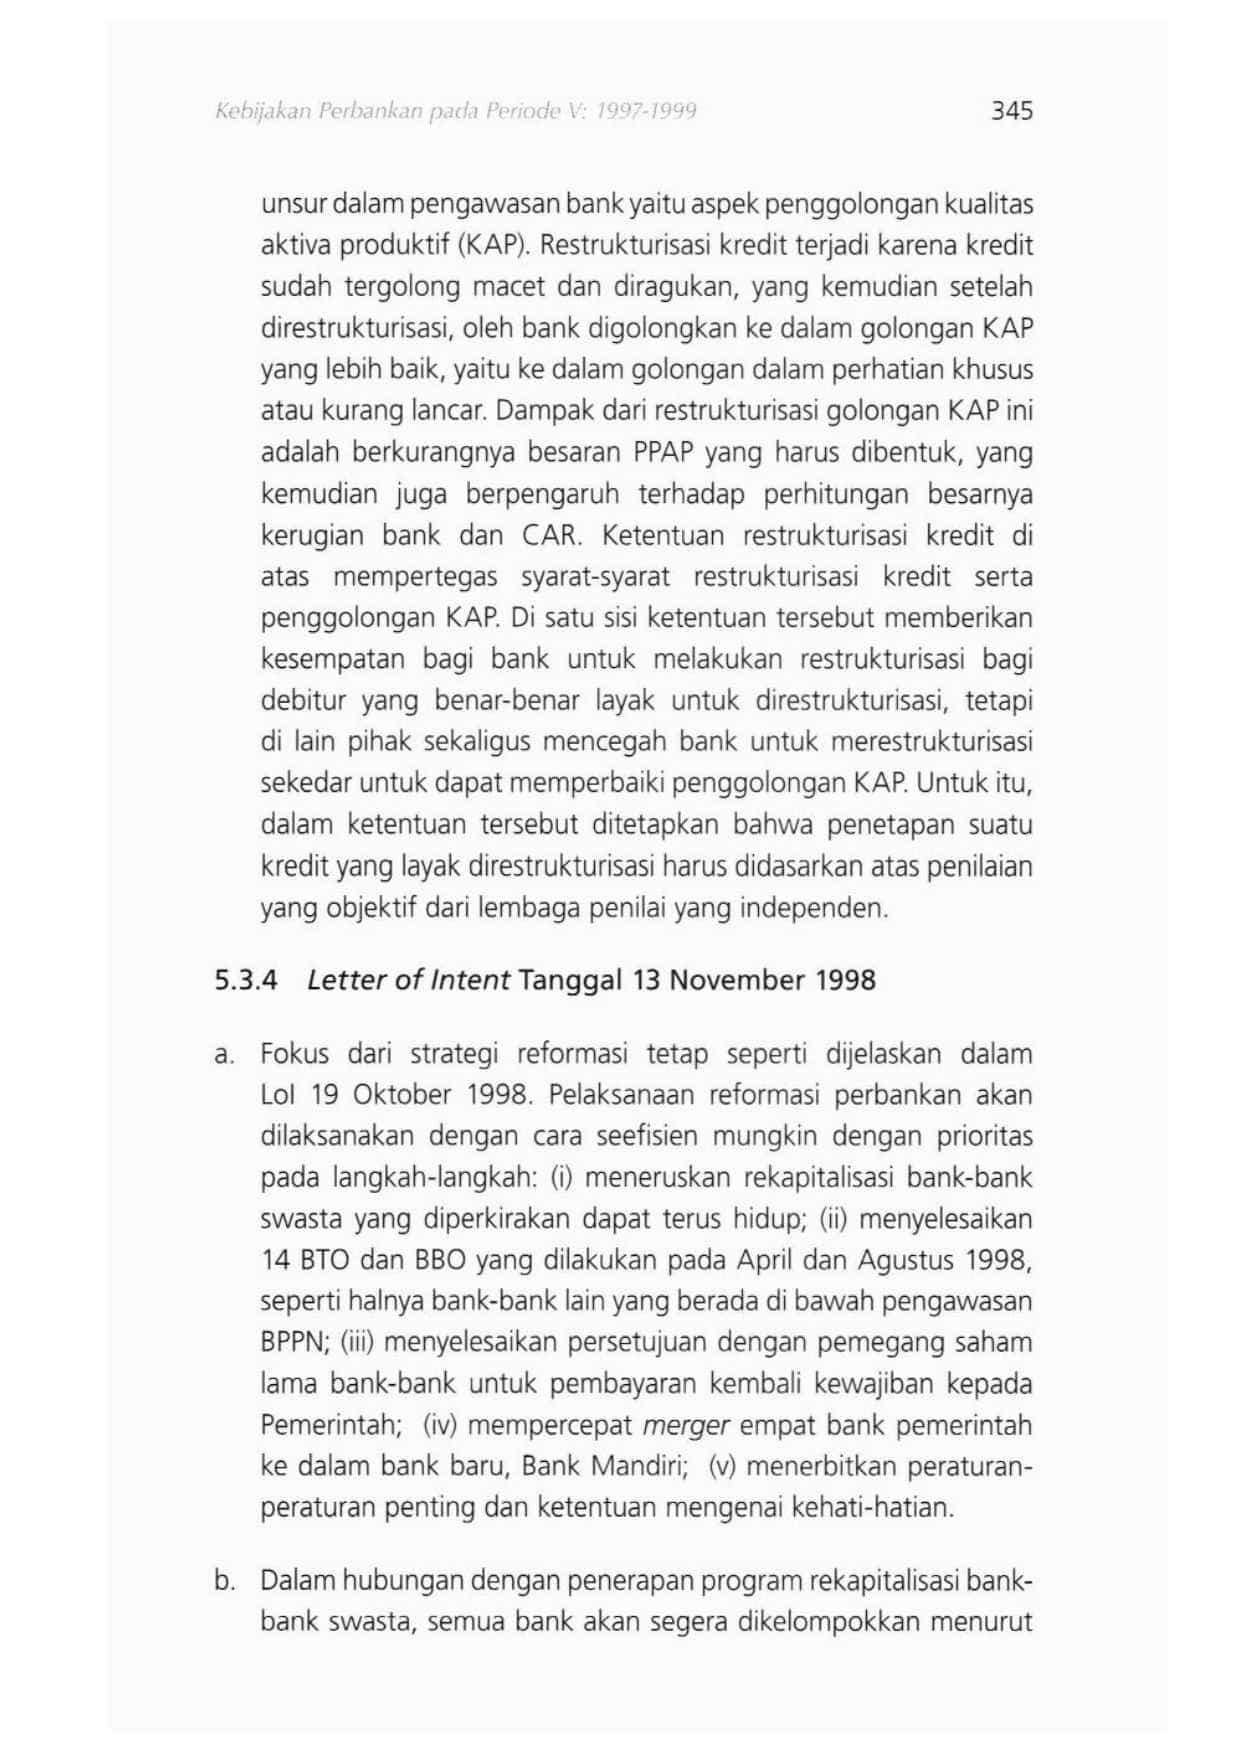 Kebijakan Perbankan pada Periode V: 1997-1999 345
unsur dalam pengawasan bank yaitu aspek penggolongan kualitas
aktiva produktif (KAP). Restrukturisasi kredit terjadi karena kredit
sudah tergolong macet dan diragukan, yang kemudian setelah
direstrukturisasi, oleh bank digolongkan ke dalam golongan KAP
yang lebih baik, yaitu ke dalam golongan dalam perhatian khusus
atau kurang lancar. Dampak dari restrukturisasi golongan KAP ini
adalah berkurangnya besaran PPAP yang harus dibentuk, yang
kemudian juga berpengaruh terhadap perhitungan besarnya
kerugian bank dan CAR. Ketentuan restrukturisasi kredit di
atas mempertegas syarat-syarat restrukturisasi kredit serta
penggolongan KAP. Di satu sisi ketentuan tersebut memberikan
kesempatan bagi bank untuk melakukan restrukturisasi bagi
debitur yang benar-benar layak untuk direstrukturisasi, tetapi
di lain pihak sekaligus mencegah bank untuk merestrukturisasi
sekedar untuk dapat memperbaiki penggolongan KAP. Untuk itu,
dalam ketentuan tersebut ditetapkan bahwa penetapan suatu
kredit yang layak direstrukturisasi harus didasarkan atas penilaian
yang objektif dari lembaga penilai yang independen.
5.3.4 Letter of Intent Tanggal 13 November 1998
a. Fokus dari strategi reformasi tetap seperti dijelaskan dalam
LoI 19 Oktober 1998. Pelaksanaan reformasi perbankan akan
dilaksanakan dengan cara seefisien mungkin dengan prioritas
pada langkah-langkah: (i) meneruskan rekapitalisasi bank-bank
swasta yang diperkirakan dapat terus hidup; (ii) menyelesaikan
14 BTO dan BBO yang dilakukan pada April dan Agustus 1998,
seperti halnya bank-bank lain yang berada di bawah pengawasan
BPPN; (iii) menyelesaikan persetujuan dengan pemegang saham
lama bank-bank untuk pembayaran kembali kewajiban kepada
Pemerintah; (iv) mempercepat merger empat bank pemerintah
ke dalam bank baru, Bank Mandiri; (v) menerbitkan peraturan-
peraturan penting dan ketentuan mengenai kehati-hatian.
b. Dalam hubungan dengan penerapan program rekapitalisasi bank-
bank swasta, semua bank akan segera dikelompokkan menurut